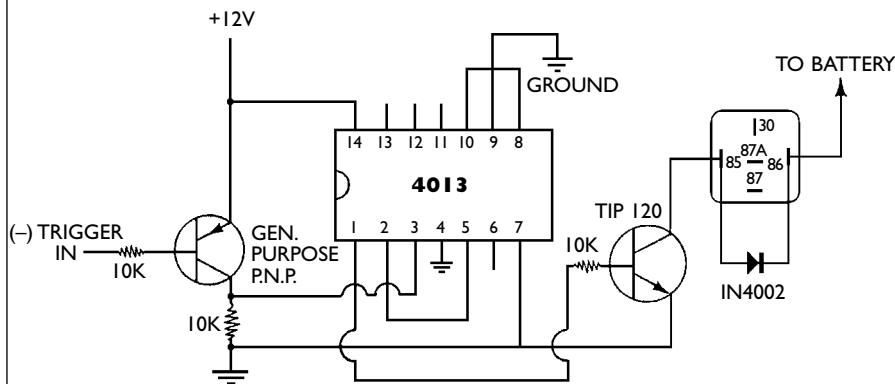 +12V
GROUND
TO BATTERY
14 13 12 11 10 9 8
30
87A
85 86
87
4013
(–) TRIGGER
IN
10K
GEN.
PURPOSE
P.N.P.
1 2 3 4 5 6 7
TIP 120
10K
IN4002
10K